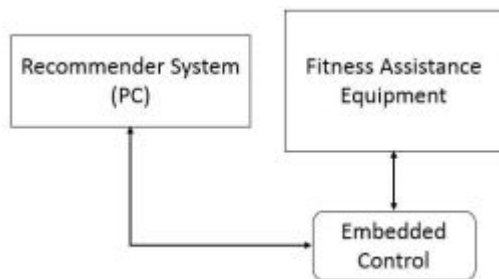 Recommender System
(PC)
Fitness Assistance
Equipment
Embedded
Control